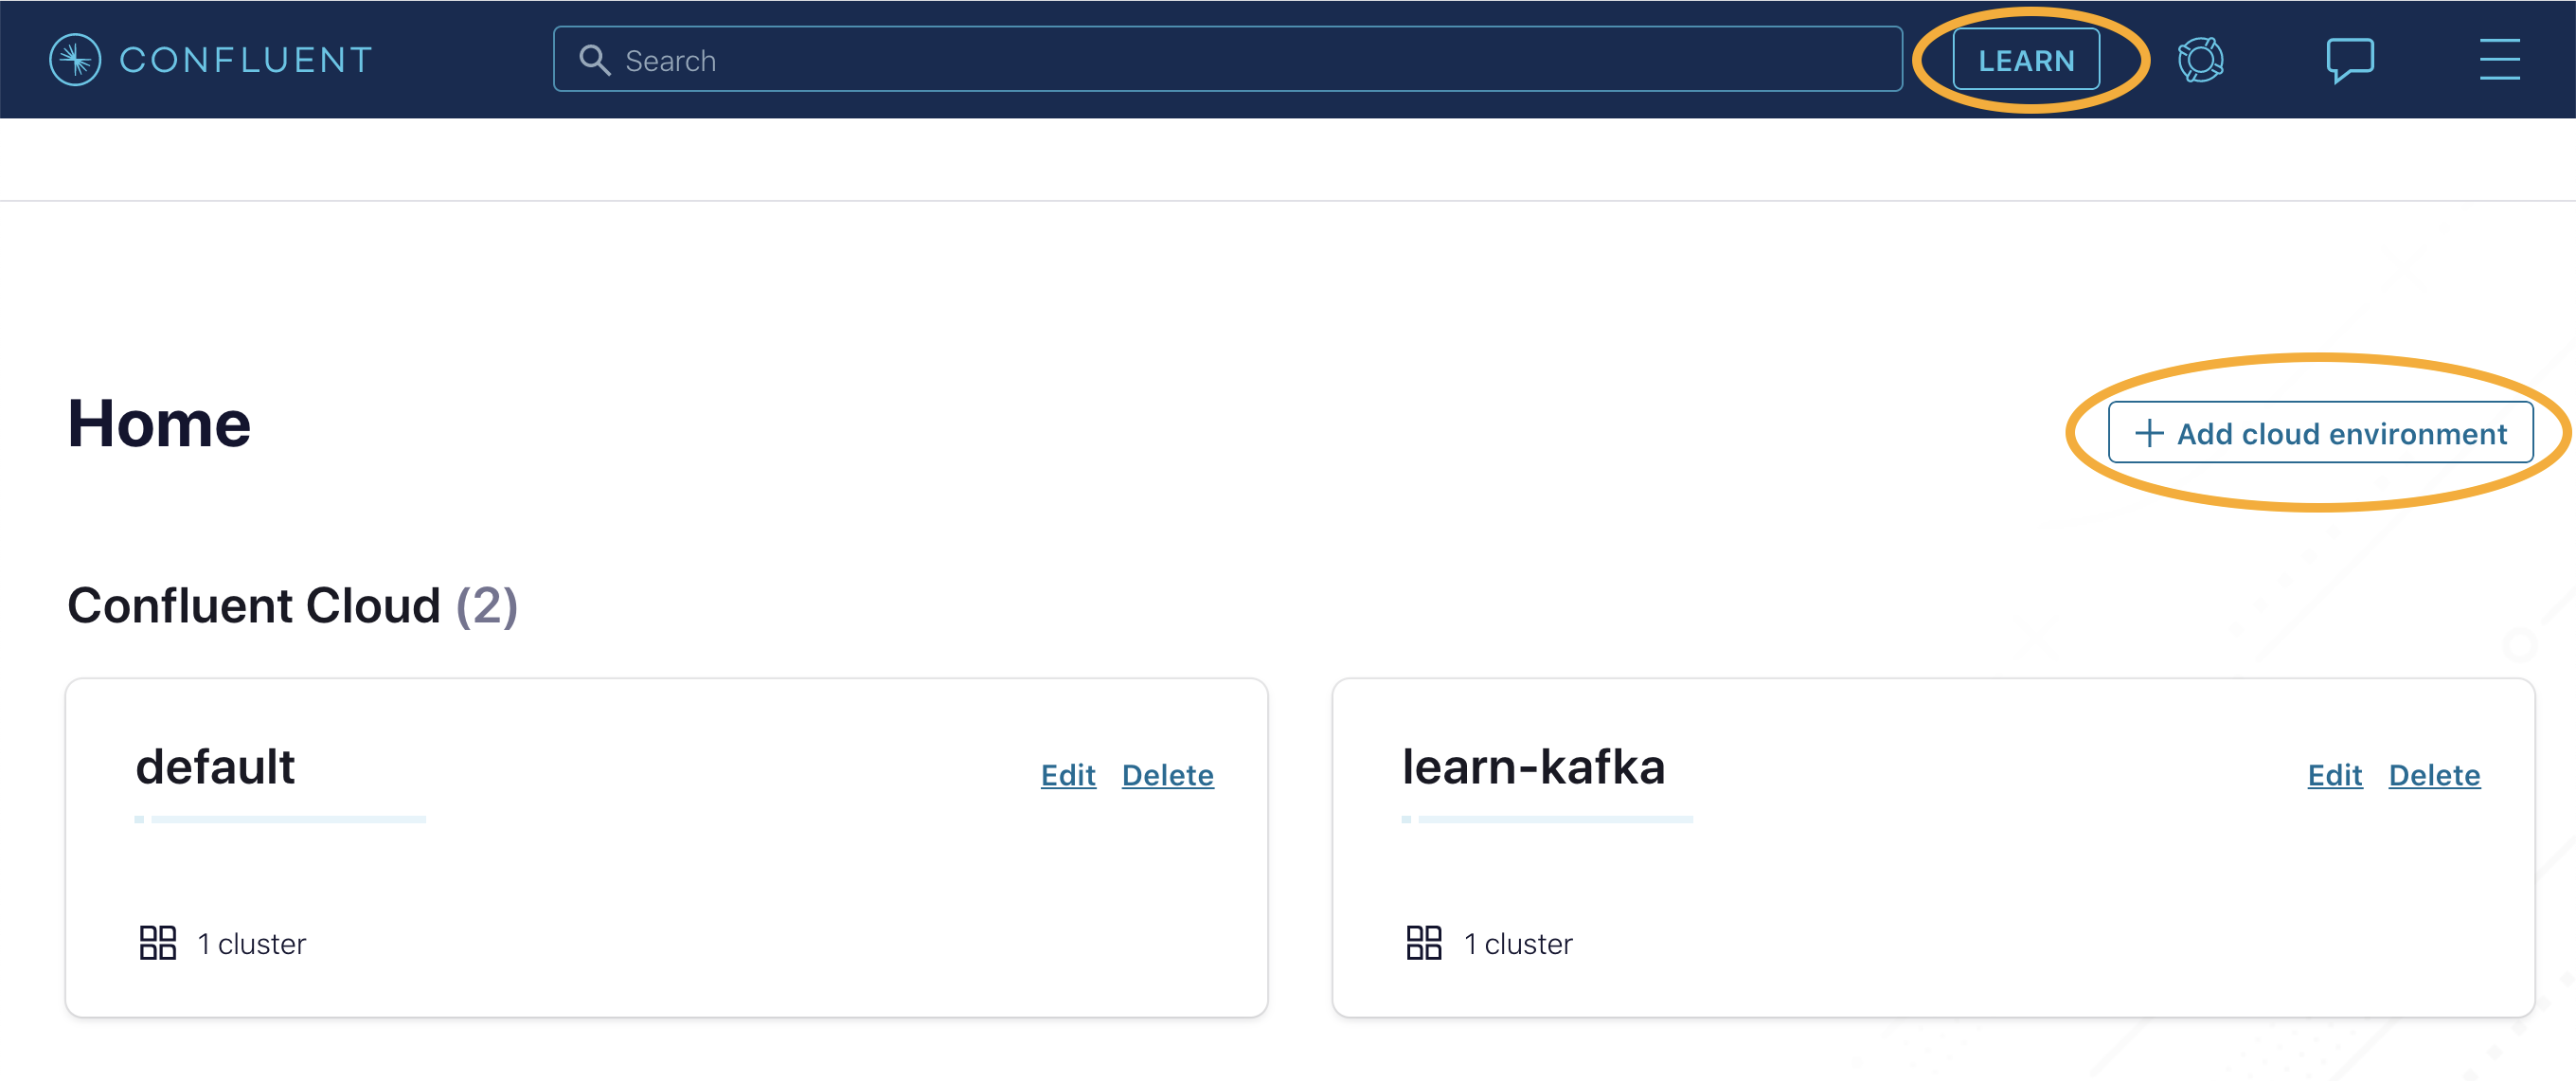 CONFLUENT
Search
LEARN
Home
Add cloud environment
Confluent Cloud (2)
default
Edit Delete
1 cluster
learn-kafka
Edit Delete
1 cluster